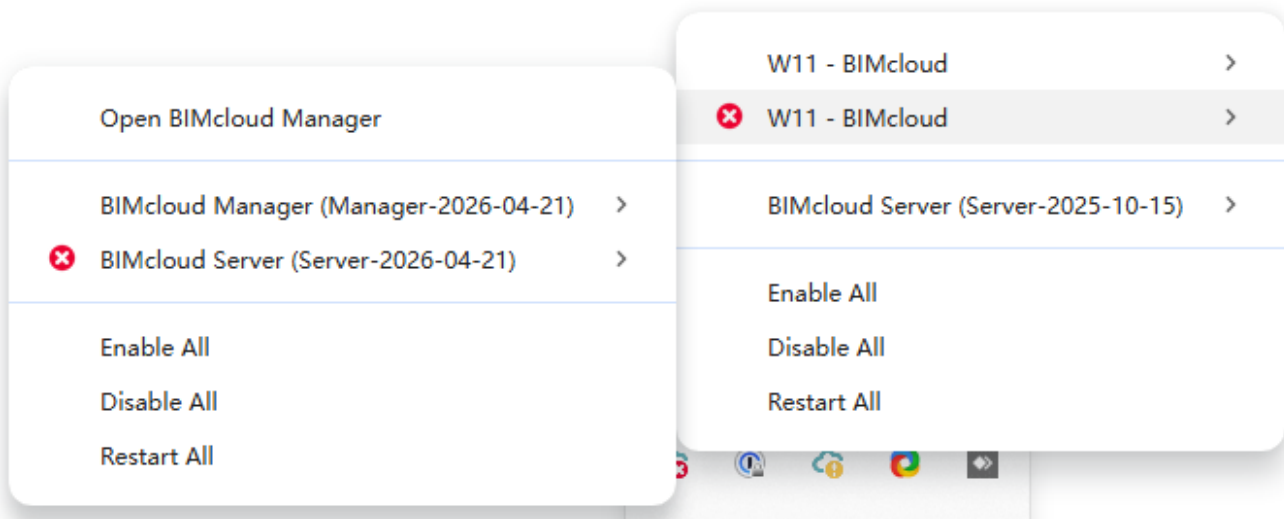 W11 - BIMcloud
W11 - BIMcloud
BIMcloud Server (Server-2025-10-15)
Enable All
Disable All
Restart All
Open BIMcloud Manager
BIMcloud Manager (Manager-2026-04-21)
BIMcloud Server (Server-2026-04-21)
Enable All
Disable All
Restart All